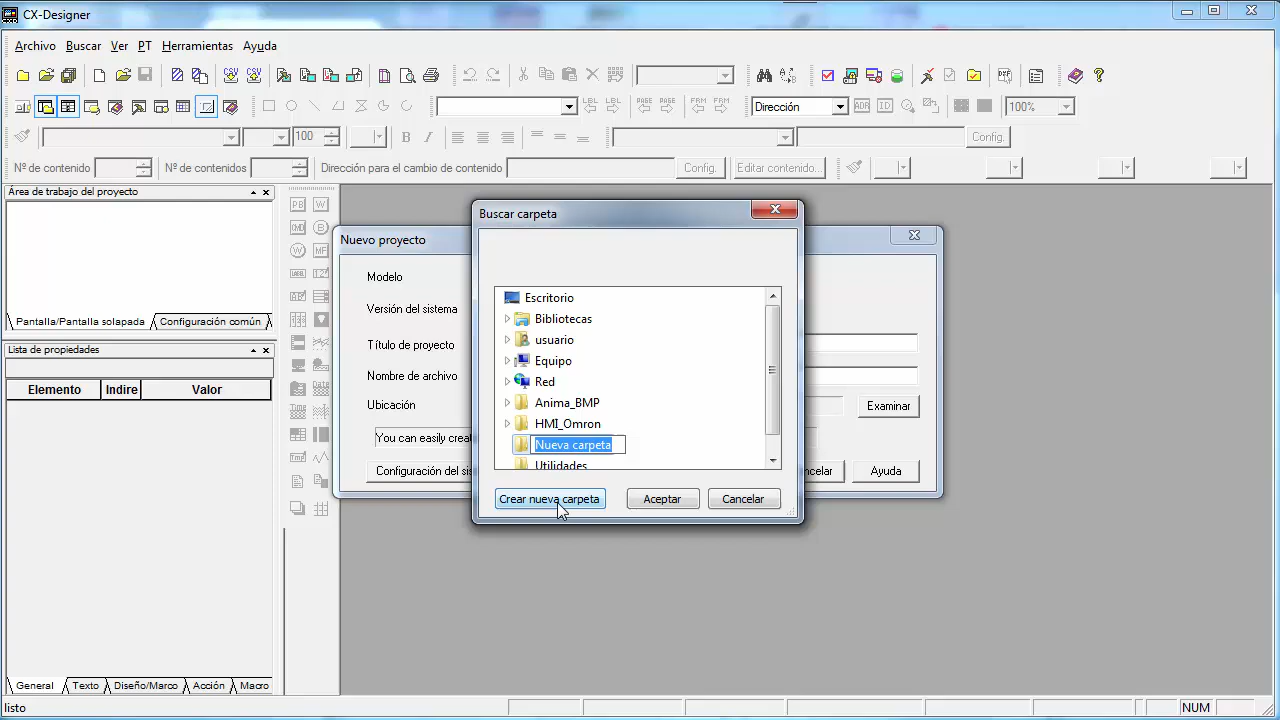 CX-Designer
Archivo Buscar Ver PT Herramientas Ayuda
Dirección 100%
100 B I Config.
Nº de contenido Nº de contenidos Dirección para el cambio de contenido Config. Editar contenido...
Área de trabajo del proyecto
Pantalla/Pantalla solapada Configuración común
Lista de propiedades
Elemento Indire Valor
General Texto Diseño/Marco Acción Macro
listo
NUM
Nuevo proyecto
Modelo
Versión del sistema
Título de proyecto
Nombre de archivo
Ubicación
Examinar
You can easily crea
Configuración del sis
ncelar
Ayuda
Buscar carpeta
Escritorio
Bibliotecas
usuario
Equipo
Red
Anima_BMP
HMI_Omron
Nueva carpeta
Utilidades
Crear nueva carpeta Aceptar Cancelar